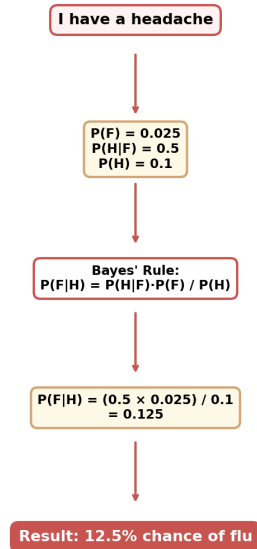 I have a headache
P(F) = 0.025
P(H|F) = 0.5
P(H) = 0.1
Bayes' Rule:
P(F|H) = P(H|F)·P(F) / P(H)
P(F|H) = (0.5 × 0.025) / 0.1
= 0.125
Result: 12.5% chance of flu